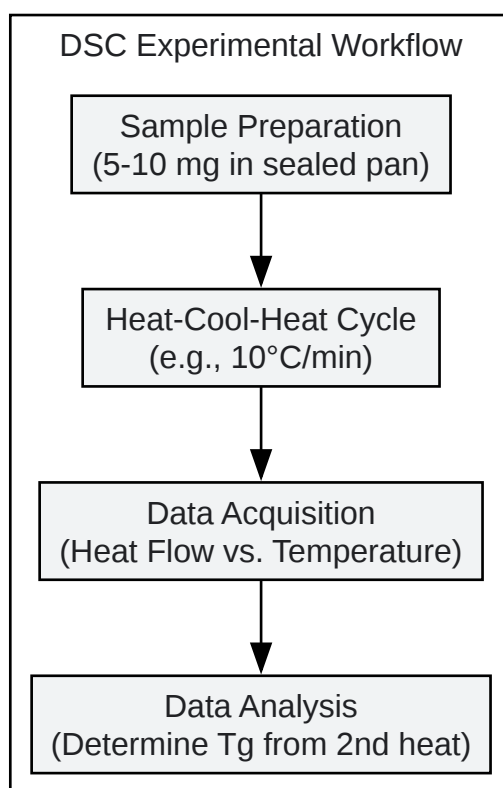 DSC Experimental Workflow
Sample Preparation
(5-10 mg in sealed pan)
Heat-Cool-Heat Cycle
(e.g., 10°C/min)
Data Acquisition
(Heat Flow vs. Temperature)
Data Analysis
(Determine Tg from 2nd heat)